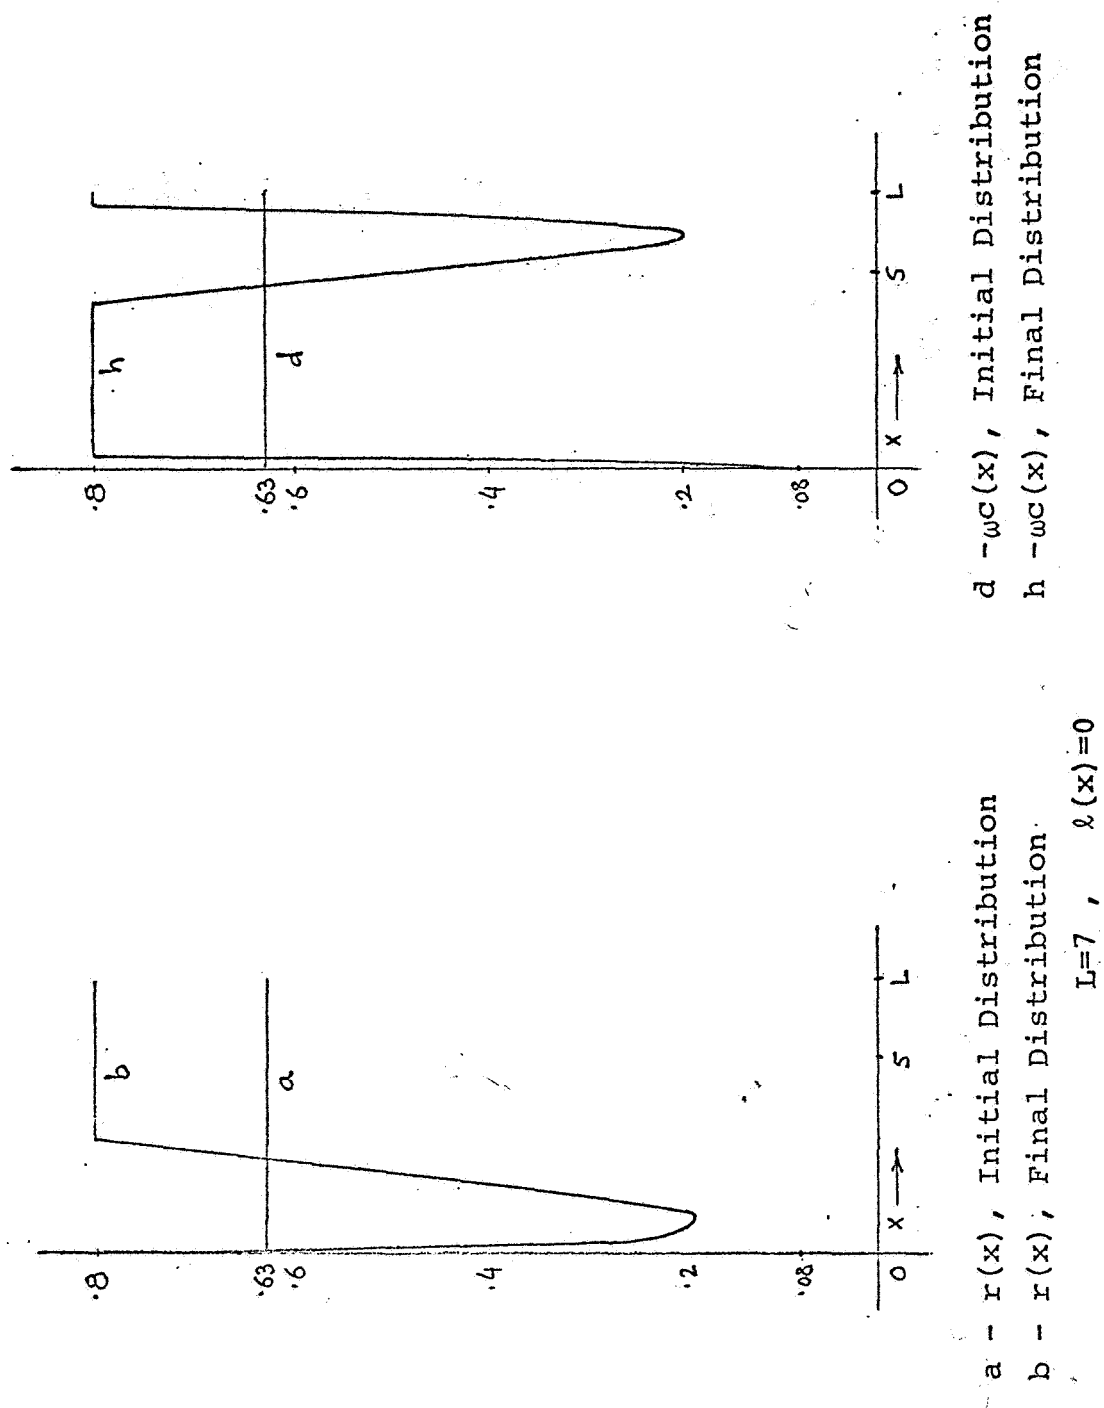 .8
b
.63
a
.6
.4
.2
.08
0
x
5
L
.8
h
.63
d
.6
.4
.2
.08
0
x
5
L
a - r(x), Initial Distribution
b - r(x), Final Distribution
d -ωc(x), Initial Distribution
h -ωc(x), Final Distribution
L=7 , ℓ(x)=0